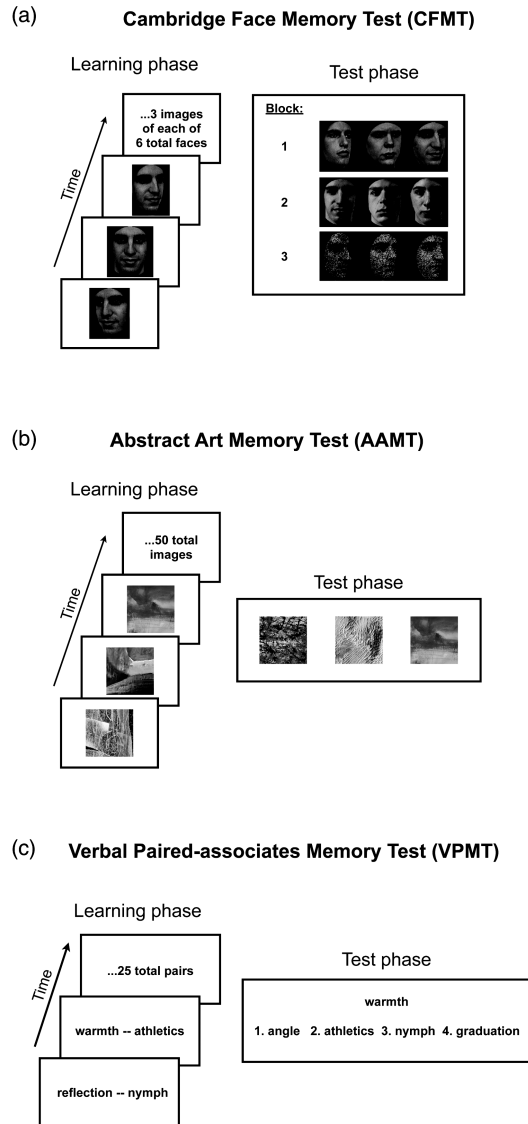 (a)
Cambridge Face Memory Test (CFMT)
Learning phase
Test phase
...3 images
of each of
6 total faces
Time
Block:
1
2
3
(b)
Abstract Art Memory Test (AAMT)
Learning phase
...50 total
images
Time
Test phase
(c)
Verbal Paired-associates Memory Test (VPMT)
Learning phase
Time
...25 total pairs
warmth -- athletics
reflection -- nymph
Test phase
warmth
1. angle 2. athletics 3. nymph 4. graduation